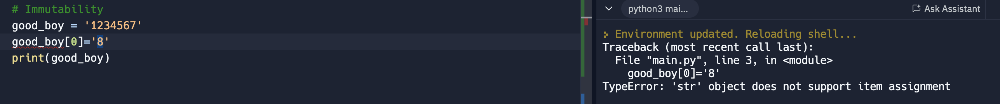 # Immutability
good_boy = '1234567'
good_boy[0]='8'
print(good_boy)
python3 mai...
Ask Assistant
Environment updated. Reloading shell...
Traceback (most recent call last):
  File "main.py", line 3, in <module>
    good_boy[0]='8'
TypeError: 'str' object does not support item assignment